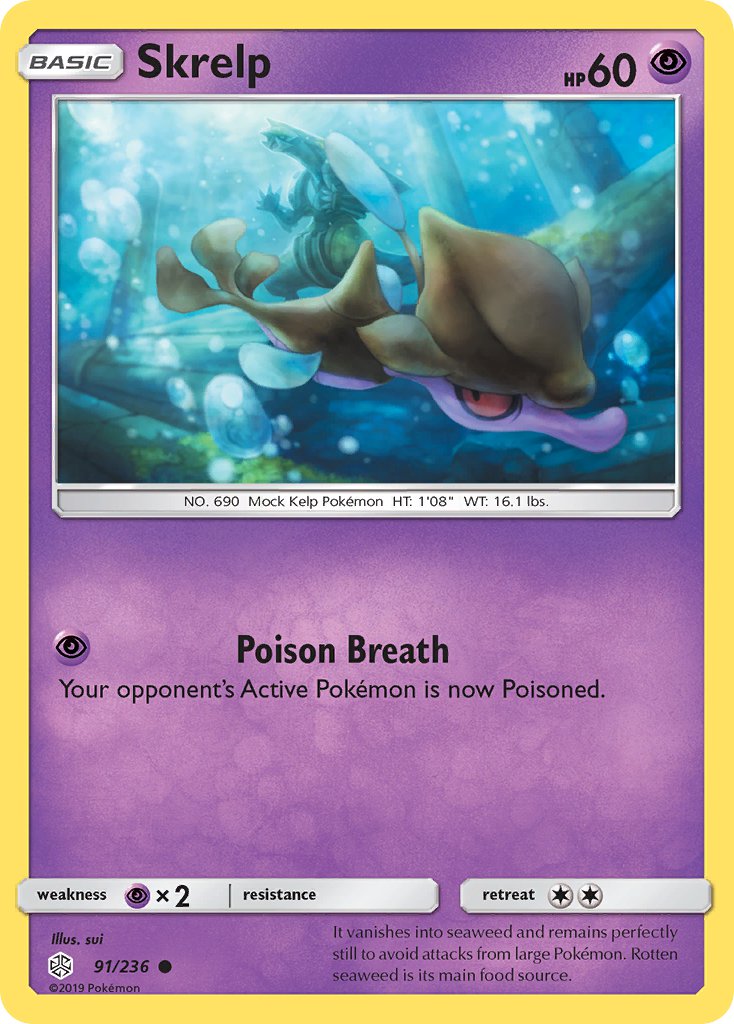 BASIC Skrelp HP60
NO. 690 Mock Kelp Pokémon HT: 1'08" WT: 16.1 lbs.
Poison Breath
Your opponent's Active Pokémon is now Poisoned.
weakness ×2 resistance retreat
Illus. sui
91/236
©2019 Pokémon
It vanishes into seaweed and remains perfectly
still to avoid attacks from large Pokémon. Rotten
seaweed is its main food source.